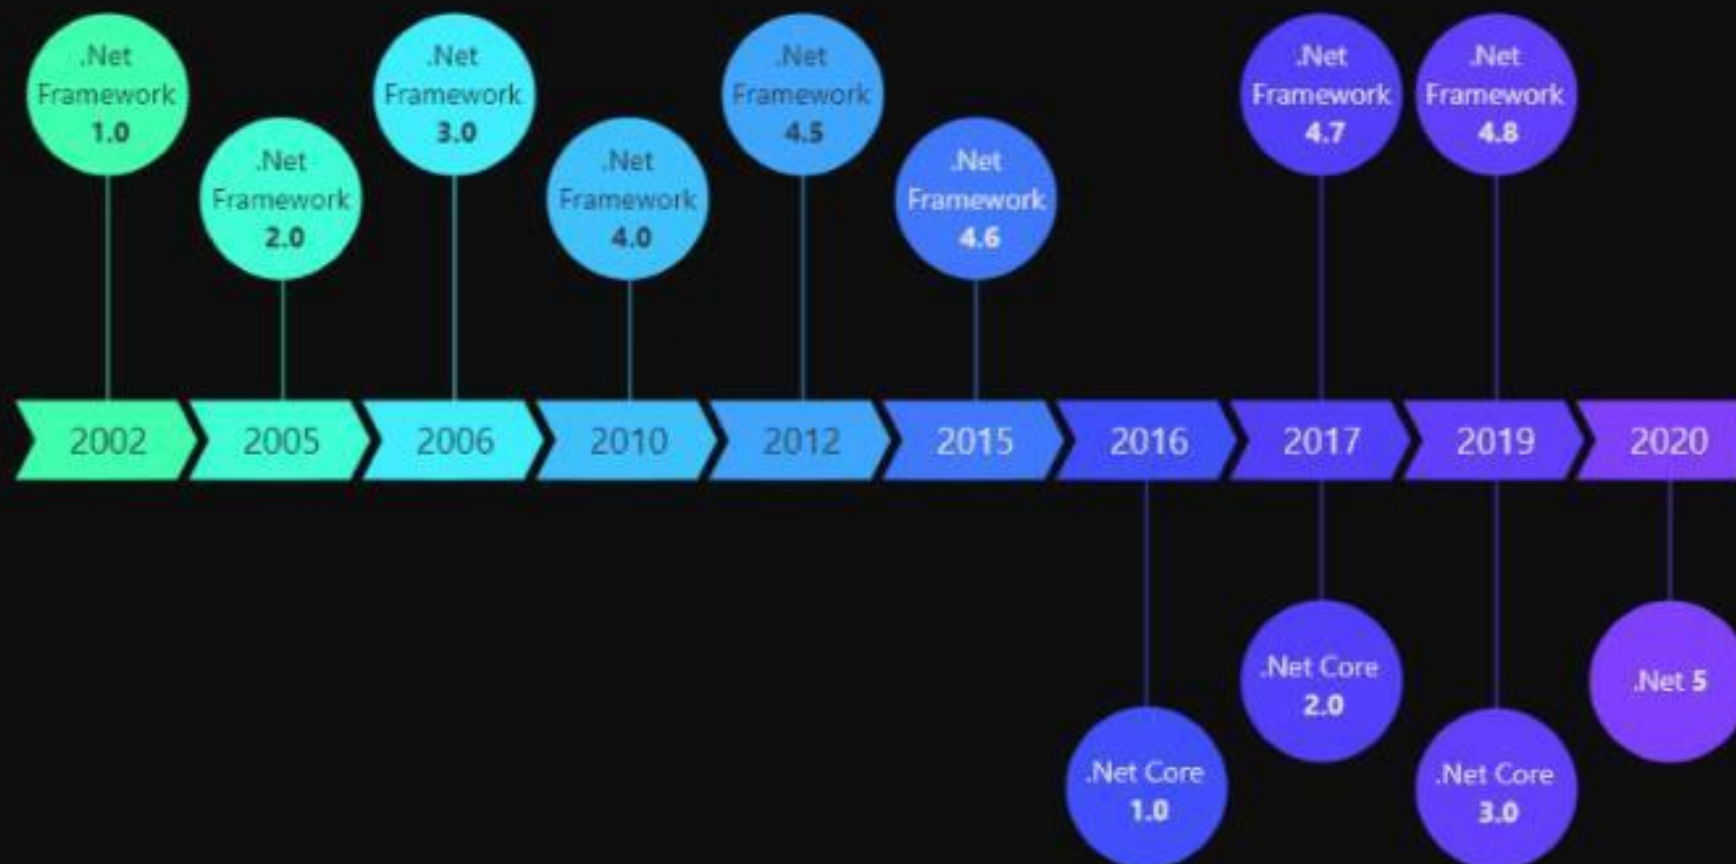 .Net
Framework
1.0
.Net
Framework
2.0
.Net
Framework
3.0
.Net
Framework
4.0
.Net
Framework
4.5
.Net
Framework
4.6
.Net
Framework
4.7
.Net
Framework
4.8
2002
2005
2006
2010
2012
2015
2016
2017
2019
2020
.Net Core
1.0
.Net Core
2.0
.Net Core
3.0
.Net 5